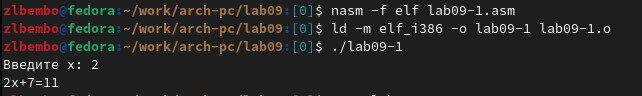 zlbembo@fedora:~/work/arch-pc/lab09:[0]$ nasm -f elf lab09-1.asm
zlbembo@fedora:~/work/arch-pc/lab09:[0]$ ld -m elf_i386 -o lab09-1 lab09-1.o
zlbembo@fedora:~/work/arch-pc/lab09:[0]$ ./lab09-1
Введите x: 2
2x+7=11